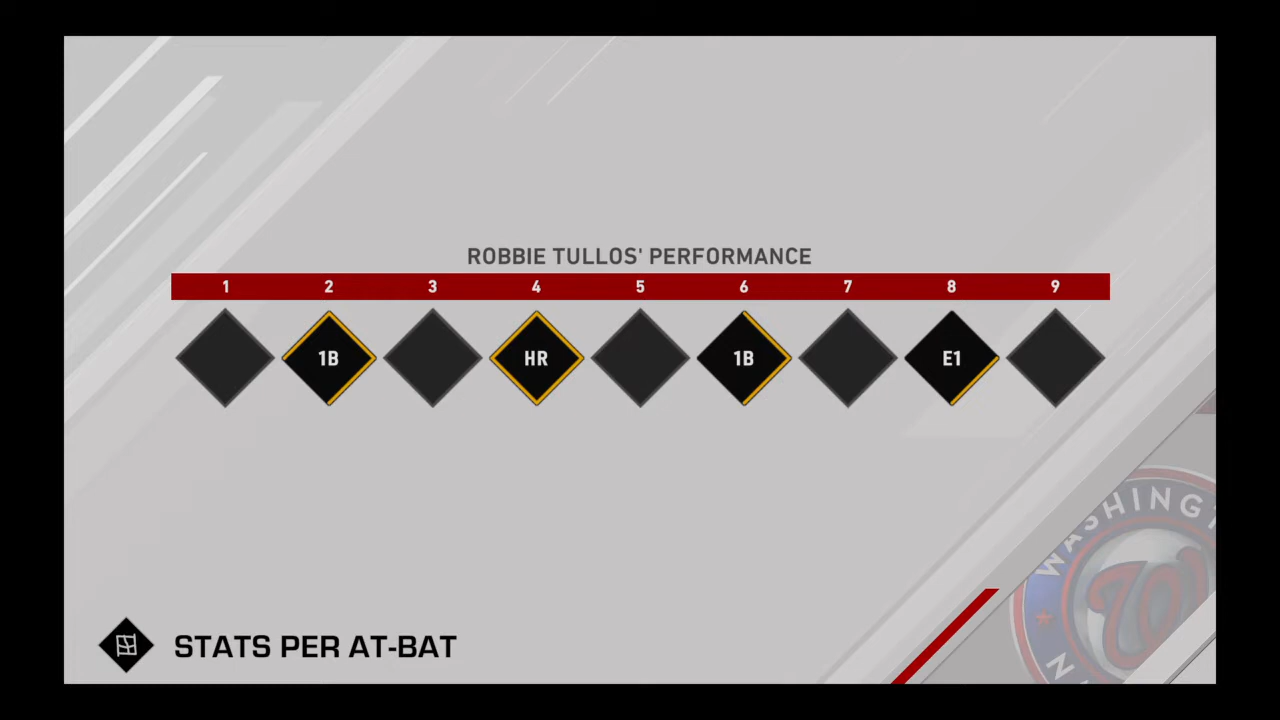 ROBBIE TULLOS' PERFORMANCE
1 2 3 4 5 6 7 8 9
1B HR 1B E1
WASHINGT
N
W
STATS PER AT-BAT